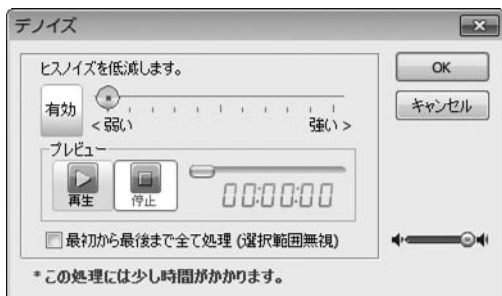 デノイズ
ヒスノイズを低減します。
OK
有効
キャンセル
< 弱い 強い >
プレビュー
再生 停止 00:00:00
最初から最後まで全て処理 (選択範囲無視)
* この処理には少し時間がかかります。